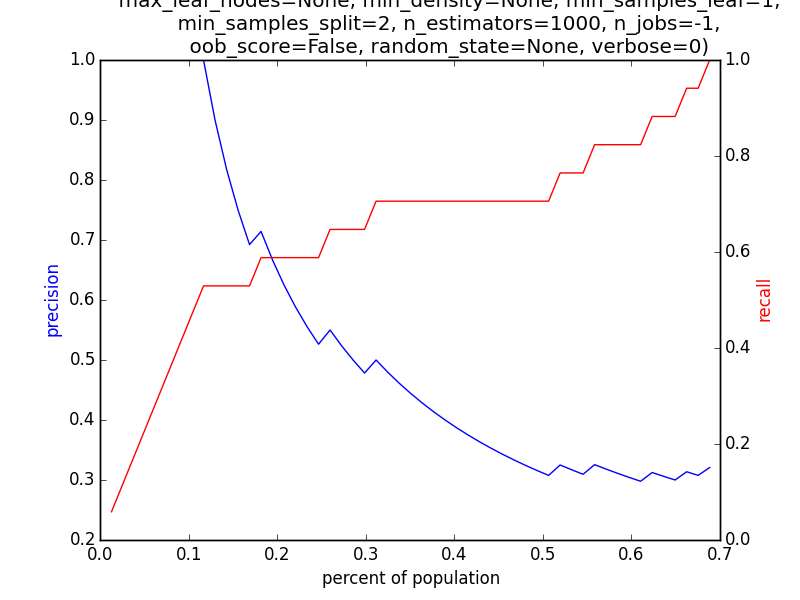 max_leaf_nodes=None, min_density=None, min_samples_leaf=1,
min_samples_split=2, n_estimators=1000, n_jobs=-1,
oob_score=False, random_state=None, verbose=0)
1.0
0.9
0.8
0.7
0.6
0.5
0.4
0.3
0.2
precision
1.0
0.8
0.6
0.4
0.2
0.0
recall
0.0 0.1 0.2 0.3 0.4 0.5 0.6 0.7
percent of population